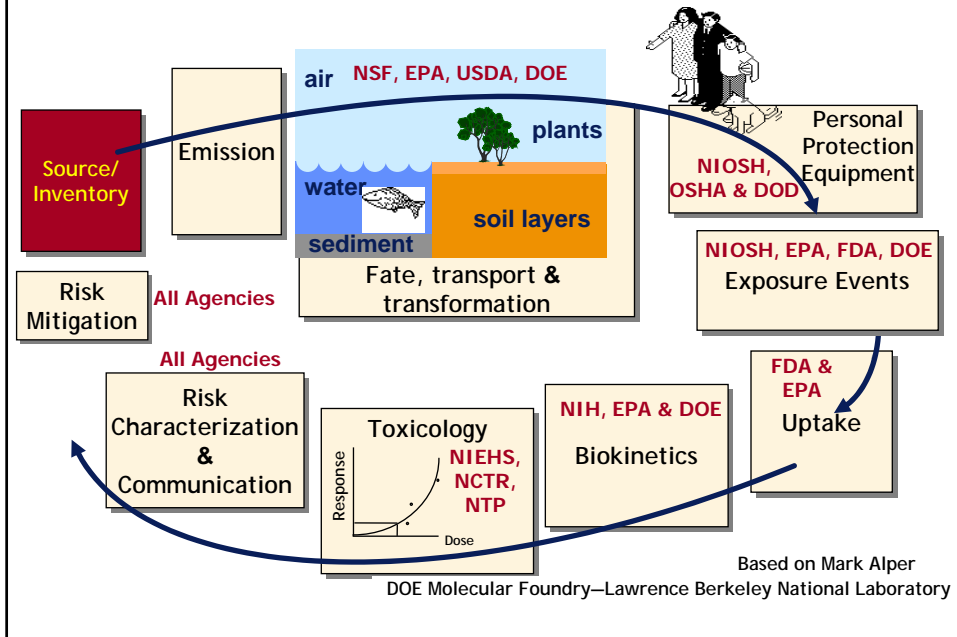 Source/
Inventory
Emission
air
NSF, EPA, USDA, DOE
plants
water
soil layers
sediment
Fate, transport &
transformation
Personal
Protection
Equipment
NIOSH,
OSHA & DOD
NIOSH, EPA, FDA, DOE
Exposure Events
FDA &
EPA
Uptake
NIH, EPA & DOE
Biokinetics
Toxicology
NIEHS,
NCTR,
NTP
Response
Dose
All Agencies
Risk
Characterization
&
Communication
Risk
Mitigation
All Agencies
Based on Mark Alper
DOE Molecular Foundry—Lawrence Berkeley National Laboratory